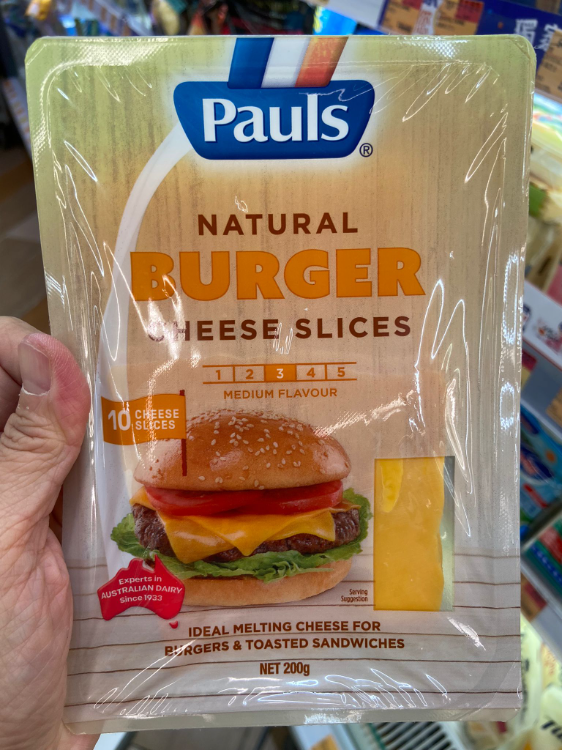 Pauls
®
NATURAL
BURGER
CHEESE SLICES
1 2 3 4 5
MEDIUM FLAVOUR
10 CHEESE
SLICES
Experts in
AUSTRALIAN DAIRY
Since 1933
Serving
Suggestion
IDEAL MELTING CHEESE FOR
BURGERS & TOASTED SANDWICHES
NET 200g